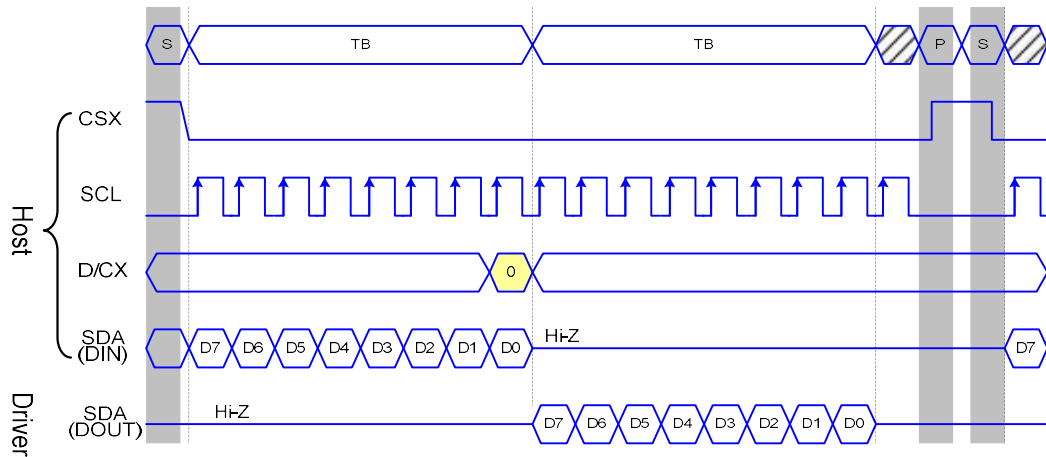 S TB TB P S
CSX
SCL
D/CX 0
SDA
(DIN) D7 D6 D5 D4 D3 D2 D1 D0 Hi-Z D7
Host
SDA
(DOUT) Hi-Z D7 D6 D5 D4 D3 D2 D1 D0
Driver